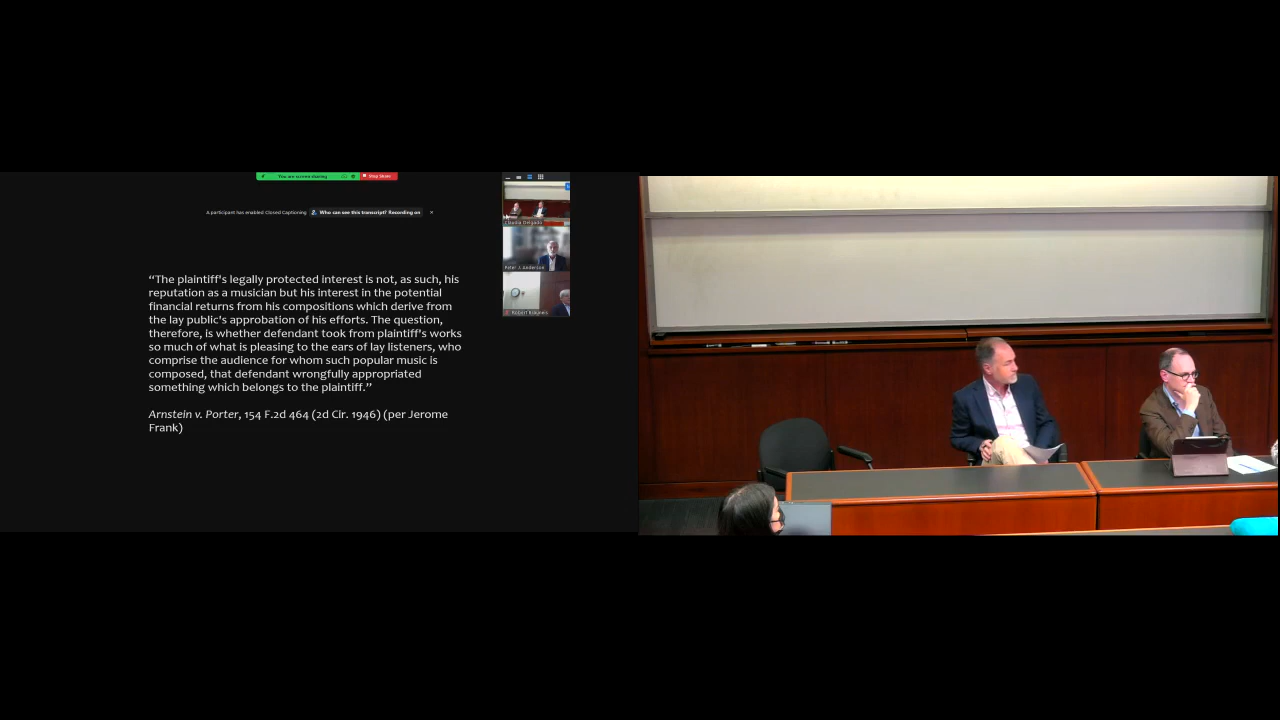 You are screen sharing
Stop Share
A participant has enabled Closed Captioning
Who can see this transcript? Recording on
Peter J. Anderson
“The plaintiff's legally protected interest is not, as such, his
reputation as a musician but his interest in the potential
financial returns from his compositions which derive from
the lay public's approbation of his efforts. The question,
therefore, is whether defendant took from plaintiff's works
so much of what is pleasing to the ears of lay listeners, who
comprise the audience for whom such popular music is
composed, that defendant wrongfully appropriated
something which belongs to the plaintiff.”
Arnstein v. Porter, 154 F.2d 464 (2d Cir. 1946) (per Jerome
Frank)